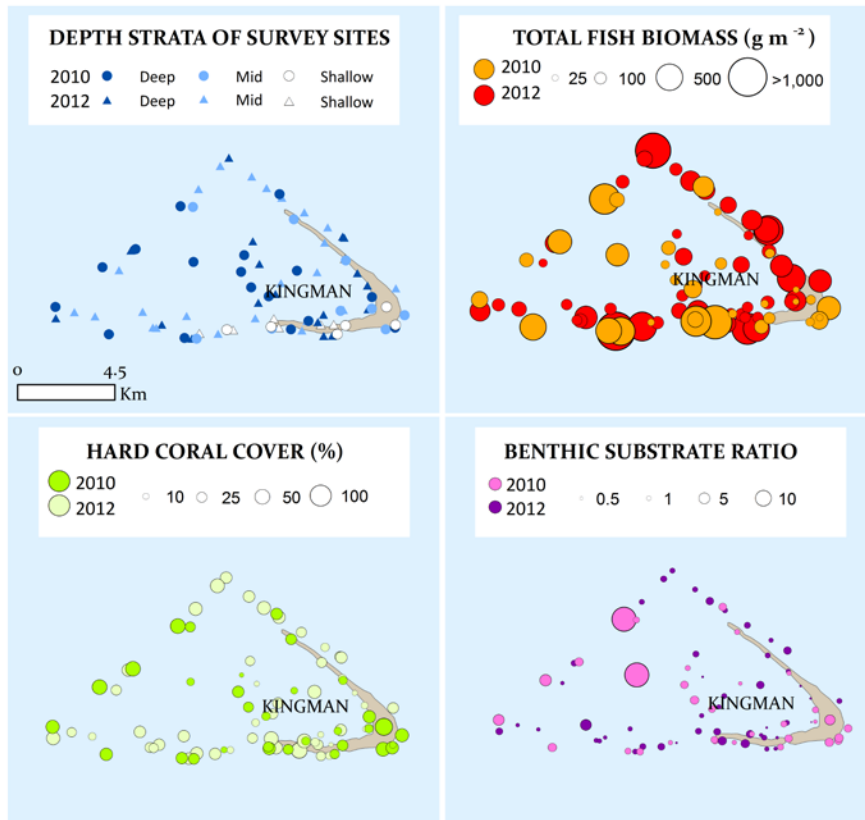 DEPTH STRATA OF SURVEY SITES
2010 Deep Mid Shallow
2012 Deep Mid Shallow
KINGMAN
0 4.5
Km
TOTAL FISH BIOMASS (g m ⁻²)
2010
2012
25 100 500 >1,000
KINGMAN
HARD CORAL COVER (%)
2010
2012
10 25 50 100
KINGMAN
BENTHIC SUBSTRATE RATIO
2010
2012
0.5 1 5 10
KINGMAN